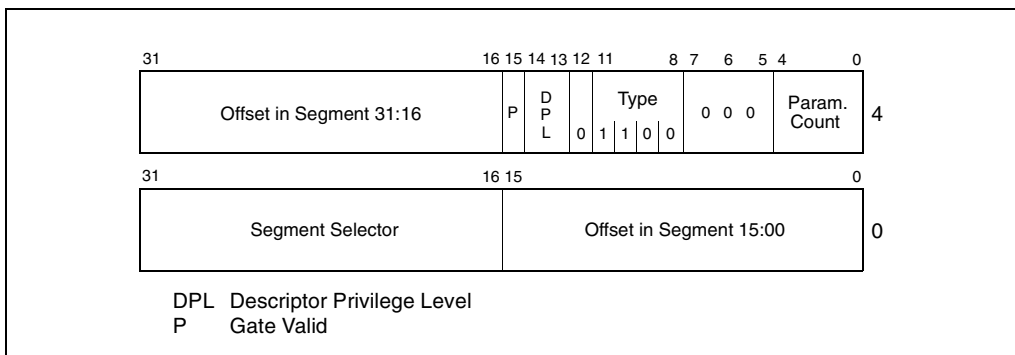 31 16 15 14 13 12 11 8 7 6 5 4 0
Offset in Segment 31:16 P D P L 0 Type 1 1 0 0 0 0 0 Param. Count 4
31 16 15 0
Segment Selector Offset in Segment 15:00 0
DPL Descriptor Privilege Level
P Gate Valid